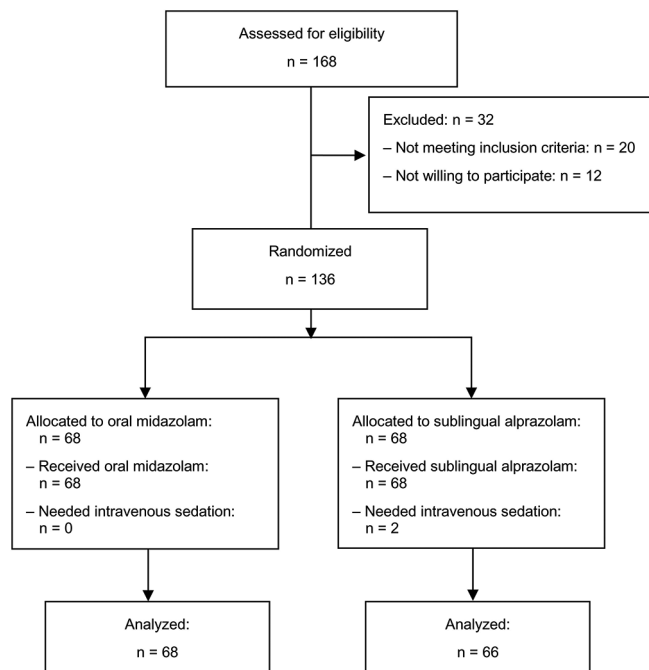 Assessed for eligibility
n = 168
Excluded: n = 32
– Not meeting inclusion criteria: n = 20
– Not willing to participate: n = 12
Randomized
n = 136
Allocated to oral midazolam:
n = 68
– Received oral midazolam:
n = 68
– Needed intravenous sedation:
n = 0
Allocated to sublingual alprazolam:
n = 68
– Received sublingual alprazolam:
n = 68
– Needed intravenous sedation:
n = 2
Analyzed:
n = 68
Analyzed:
n = 66